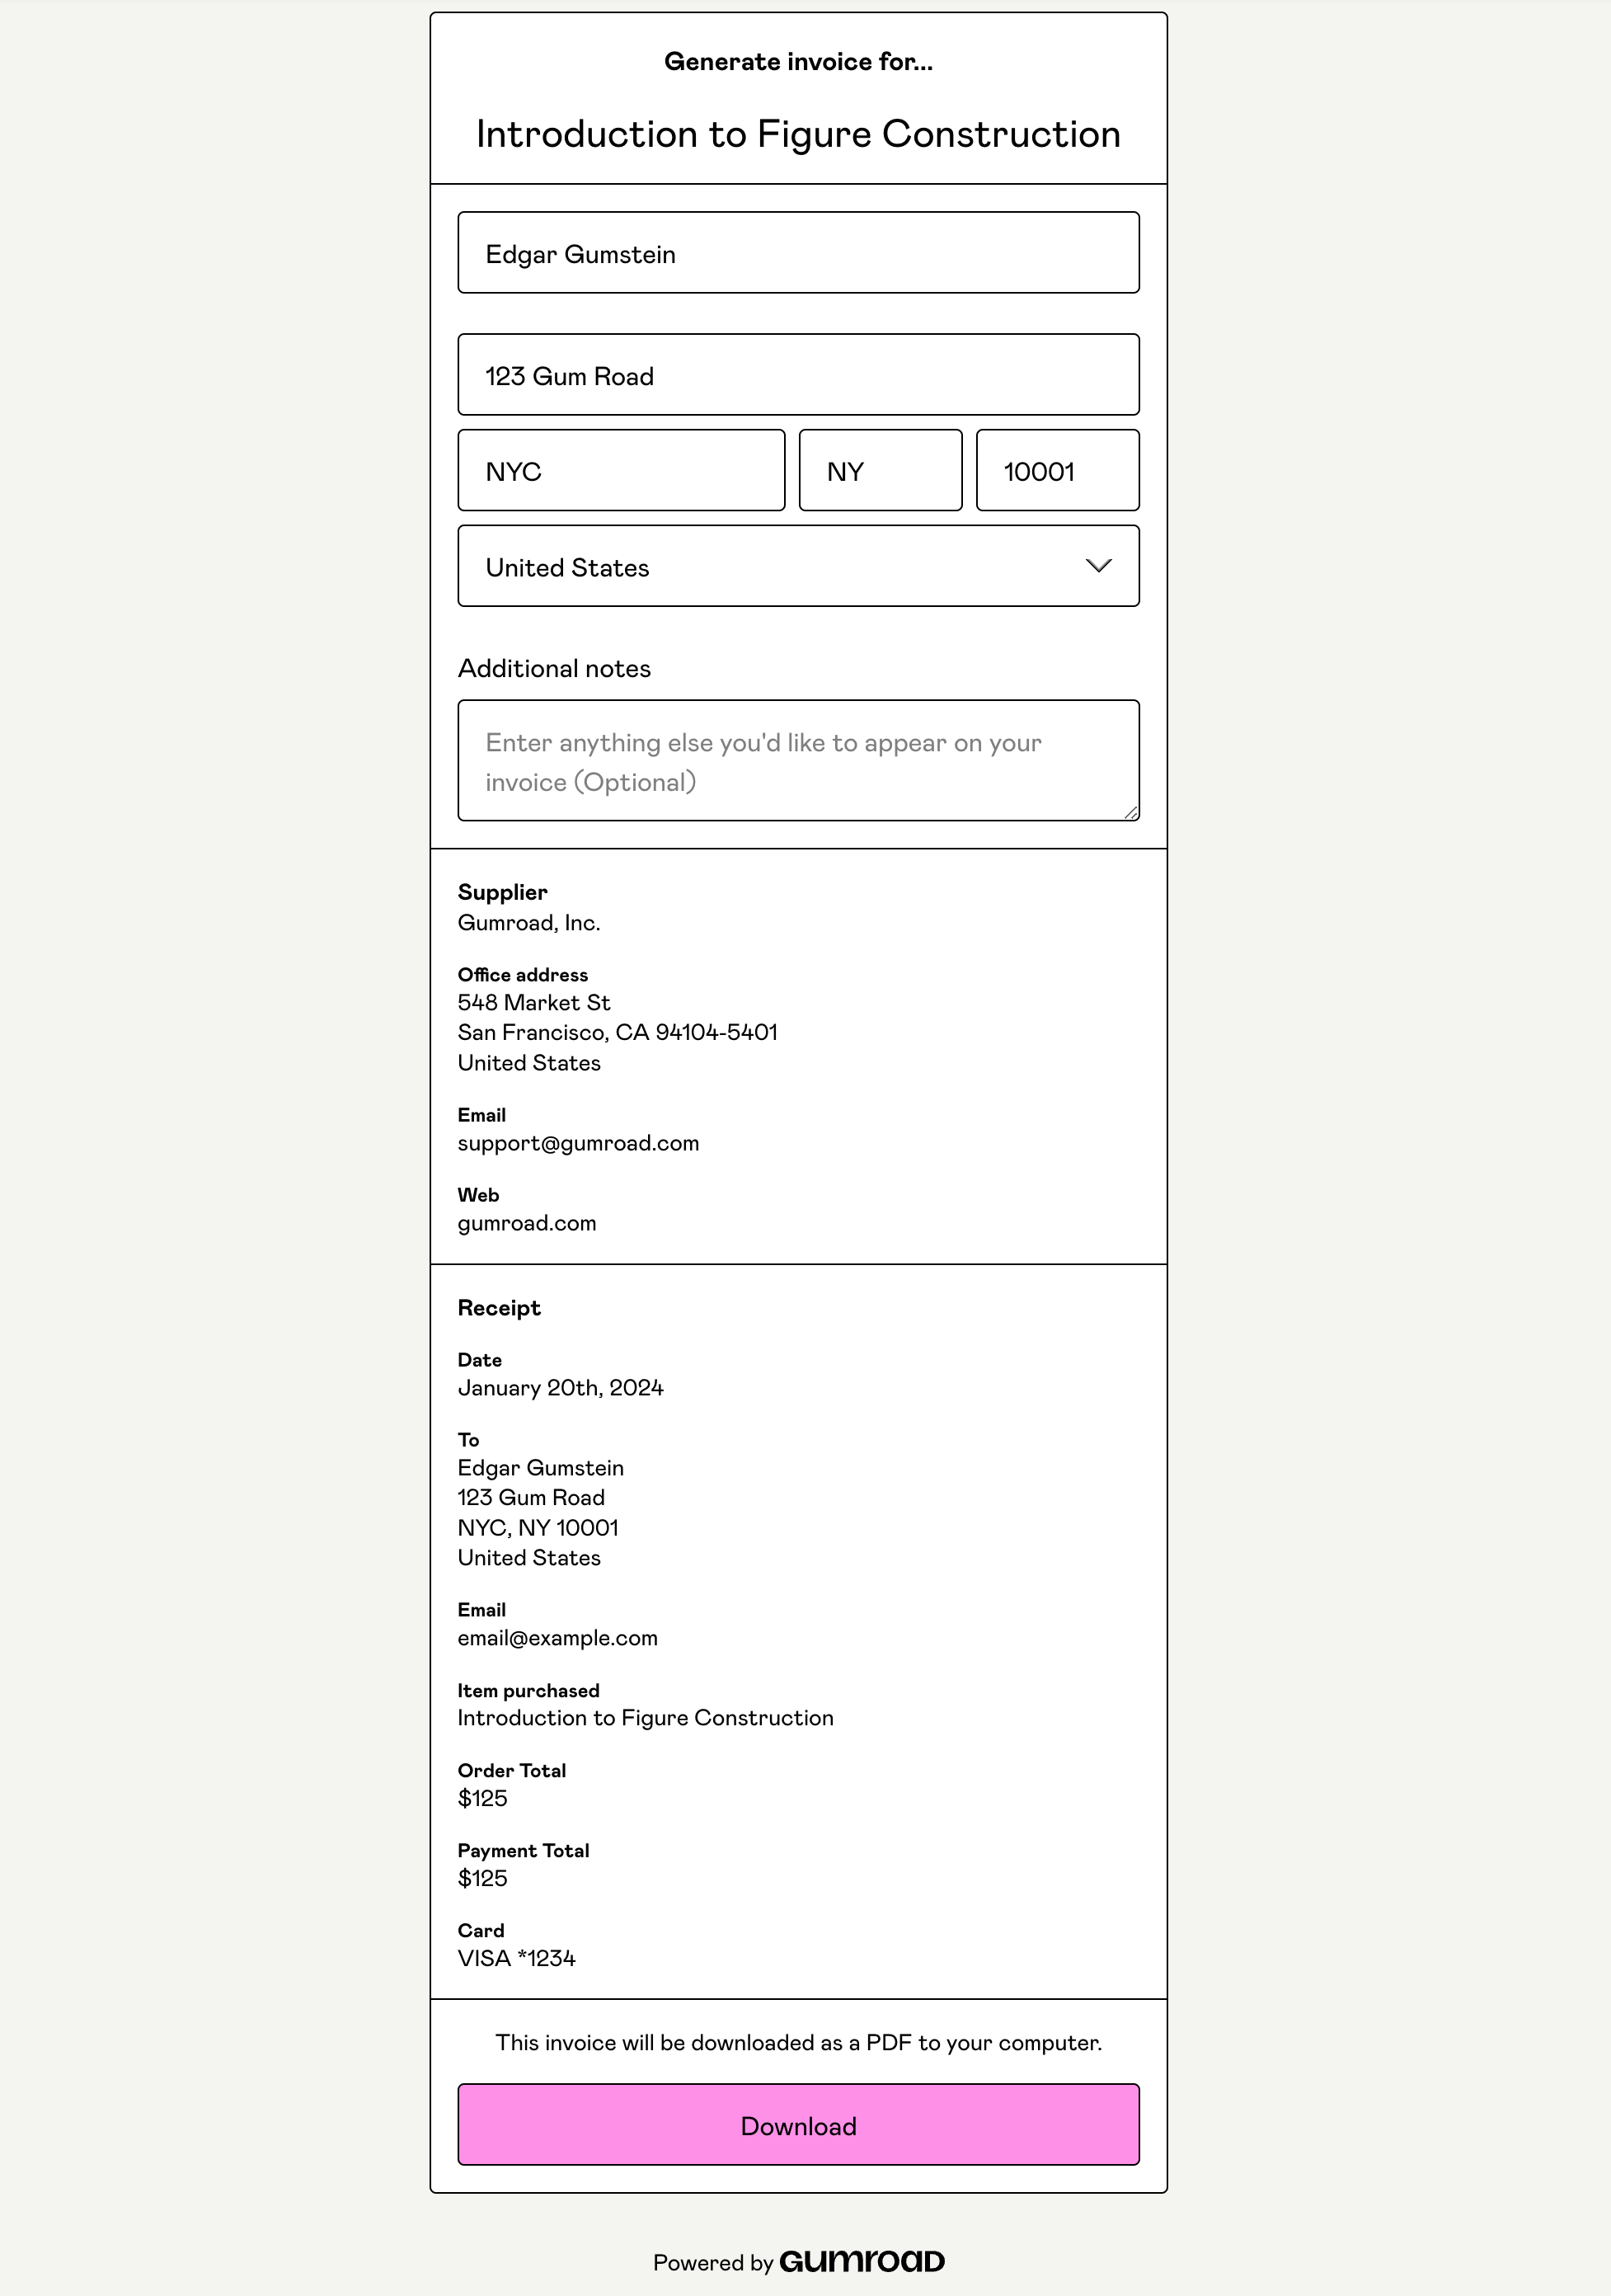 Generate invoice for...
Introduction to Figure Construction
Edgar Gumstein
123 Gum Road
NYC NY 10001
United States
Additional notes
Enter anything else you'd like to appear on your
invoice (Optional)
Supplier
Gumroad, Inc.
Office address
548 Market St
San Francisco, CA 94104-5401
United States
Email
support@gumroad.com
Web
gumroad.com
Receipt
Date
January 20th, 2024
To
Edgar Gumstein
123 Gum Road
NYC, NY 10001
United States
Email
email@example.com
Item purchased
Introduction to Figure Construction
Order Total
$125
Payment Total
$125
Card
VISA *1234
This invoice will be downloaded as a PDF to your computer.
Download
Powered by GUMROAD